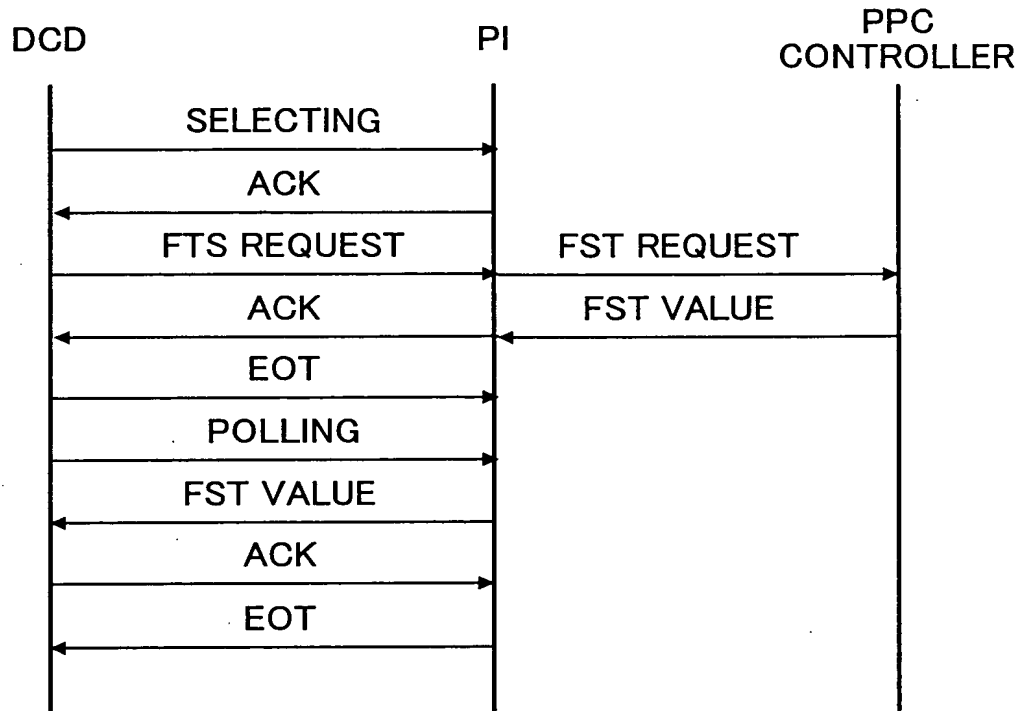 DCD
PI
PPC
CONTROLLER
SELECTING
ACK
FTS REQUEST
FST REQUEST
ACK
FST VALUE
EOT
POLLING
FST VALUE
ACK
EOT